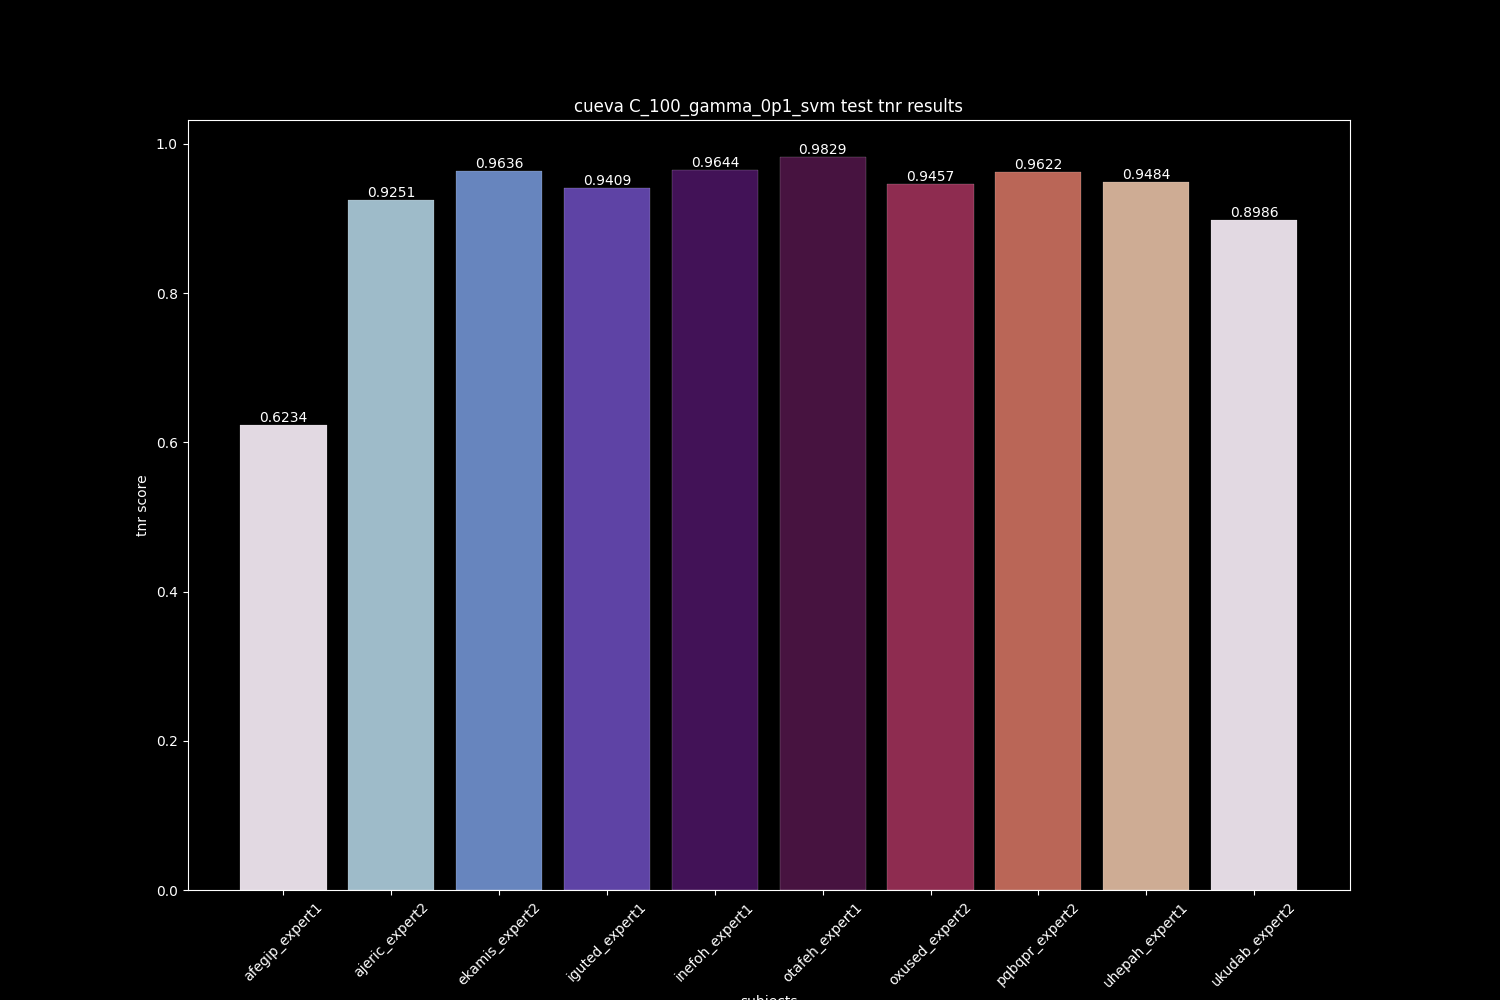 cueva C_100_gamma_0p1_svm test tnr results
1.0
0.8
0.6
0.4
0.2
0.0
tnr score
0.6234
0.9251
0.9636
0.9409
0.9644
0.9829
0.9457
0.9622
0.9484
0.8986
afegip_expert1
ajeric_expert2
ekamis_expert2
iguted_expert1
inefoh_expert1
otafeh_expert1
oxused_expert2
pqbqpr_expert2
uhepah_expert1
ukudab_expert2
subjects